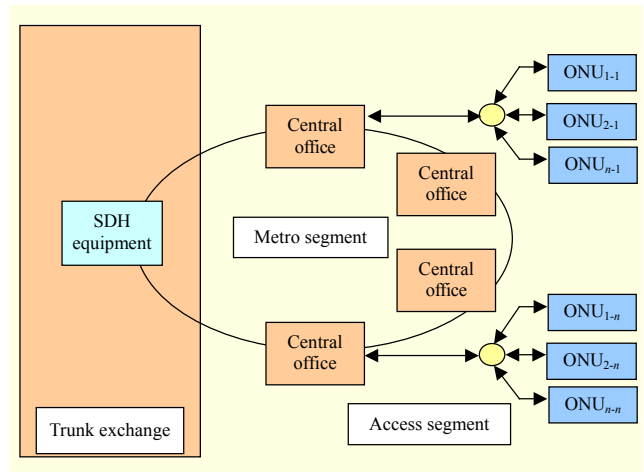 ONU1-1
ONU2-1
ONUn-1
Central
office
Central
office
SDH
equipment
Metro segment
Central
office
Central
office
ONU1-n
ONU2-n
ONUn-n
Trunk exchange
Access segment